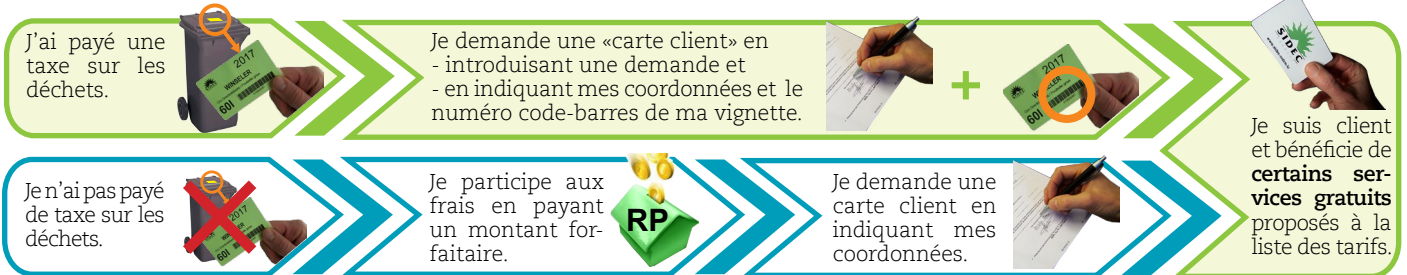 J'ai payé une
taxe sur les
déchets.
2017
WINSELER
60l
Je demande une «carte client» en
- introduisant une demande et
- en indiquant mes coordonnées et le
numéro code-barres de ma vignette.
+
2017
WINSELER
60l
SIDEC
Je suis client
et bénéficie de
certains ser-
vices gratuits
proposés à la
liste des tarifs.
Je n'ai pas payé
de taxe sur les
déchets.
2017
60l
Je participe aux
frais en payant
un montant for-
faitaire.
RP
Je demande une
carte client en
indiquant mes
coordonnées.